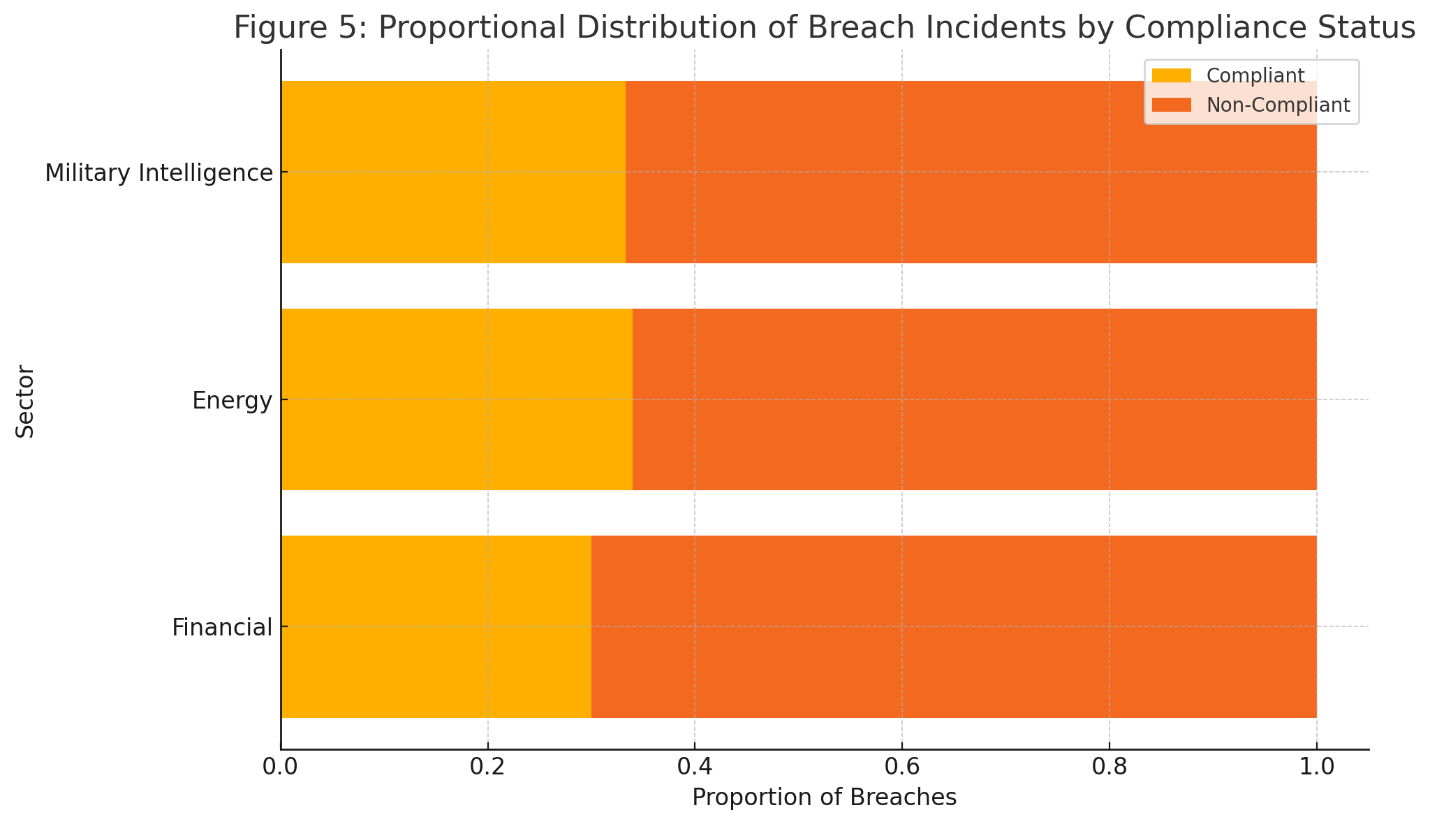 Figure 5: Proportional Distribution of Breach Incidents by Compliance Status
Compliant
Non-Compliant
Military Intelligence
Energy
Financial
Sector
0.0
0.2
0.4
0.6
0.8
1.0
Proportion of Breaches